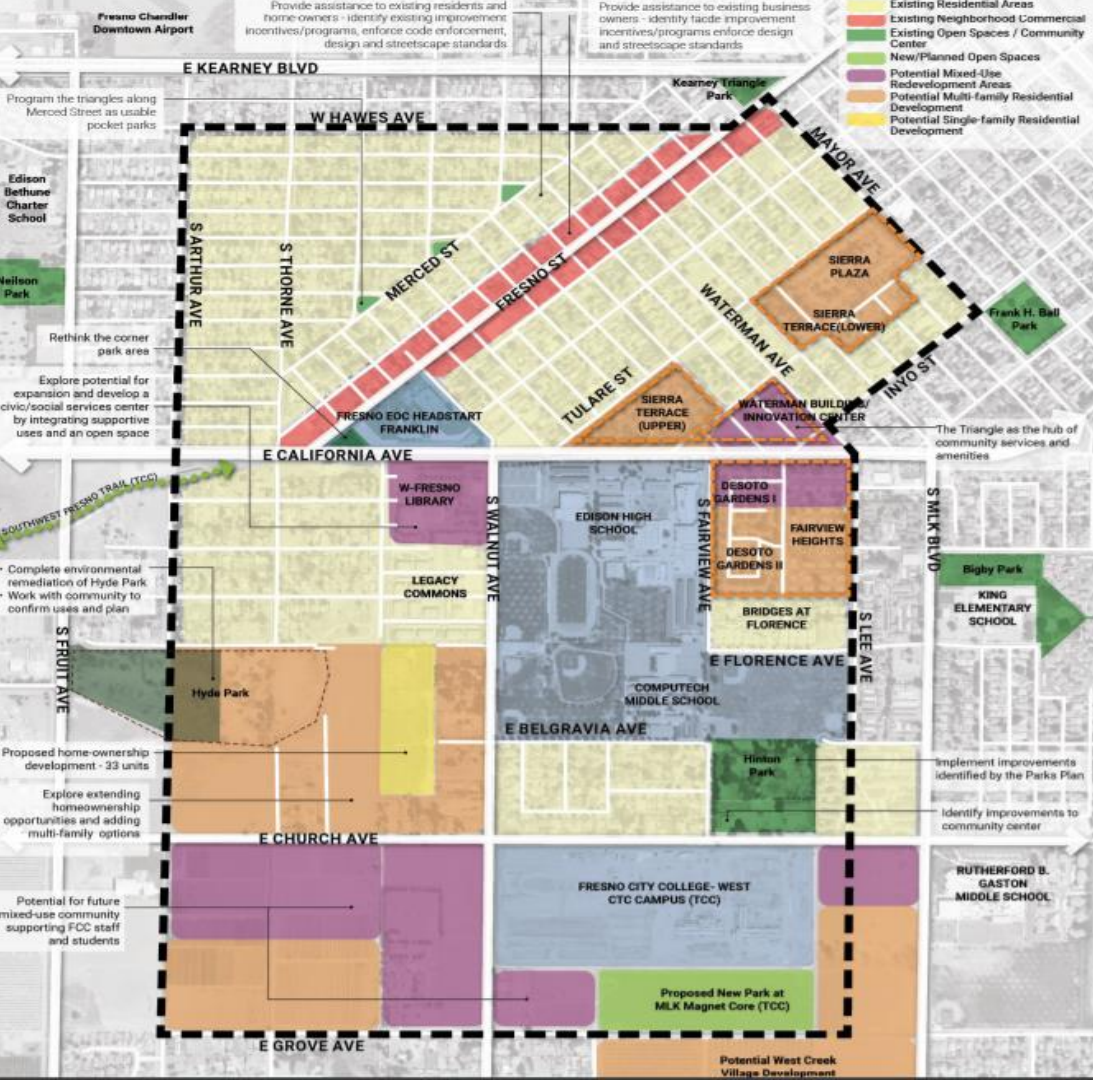 Fresno Chandler
Downtown Airport
Provide assistance to existing residents and
home-owners - identify existing improvement
incentives/programs, enforce code enforcement,
design and streetscape standards
Provide assistance to existing business
owners - identify facde improvement
incentives/programs enforce design
and streetscape standards
Existing Residential Areas
Existing Neighborhood Commercial
Existing Open Spaces / Community
Center
New/Planned Open Spaces
Potential Mixed-Use
Redevelopment Areas
Potential Multi-family Residential
Development
Potential Single-family Residential
Development
E KEARNEY BLVD
Kearney Triangle
Park
Program the triangles along
Merced Street as usable
pocket parks
W HAWES AVE
MAYOR AVE
Edison
Bethune
Charter
School
S ARTHUR AVE
S THORNE AVE
MERCED ST
FRESNO ST
SIERRA
PLAZA
Neilson
Park
WATERMAN AVE
SIERRA
TERRACE(LOWER)
Frank H. Ball
Park
Rethink the corner
park area
INYO ST
Explore potential for
expansion and develop a
civic/social services center
by integrating supportive
uses and an open space
TULARE ST
SIERRA
TERRACE
(UPPER)
WATERMAN BUILDING/
INNOVATION CENTER
FRESNO EOC HEADSTART
FRANKLIN
The Triangle as the hub of
community services and
amenities
E CALIFORNIA AVE
SOUTHWEST FRESNO TRAIL (TCC)
W-FRESNO
LIBRARY
S WALNUT AVE
EDISON HIGH
SCHOOL
S FAIRVIEW AVE
DESOTO
GARDENS I
FAIRVIEW
HEIGHTS
DESOTO
GARDENS II
S MLK BLVD
• Complete environmental
remediation of Hyde Park
• Work with community to
confirm uses and plan
LEGACY
COMMONS
BRIDGES AT
FLORENCE
Bigby Park
KING
ELEMENTARY
SCHOOL
S FRUIT AVE
S LEE AVE
E FLORENCE AVE
Hyde Park
COMPUTECH
MIDDLE SCHOOL
E BELGRAVIA AVE
Proposed home-ownership
development - 33 units
Hinton
Park
Implement improvements
identified by the Parks Plan
Explore extending
homeownership
opportunities and adding
multi-family options
Identify improvements to
community center
E CHURCH AVE
FRESNO CITY COLLEGE- WEST
CTC CAMPUS (TCC)
RUTHERFORD B.
GASTON
MIDDLE SCHOOL
Potential for future
mixed-use community
supporting FCC staff
and students
Proposed New Park at
MLK Magnet Core (TCC)
E GROVE AVE
Potential West Creek
Village Development